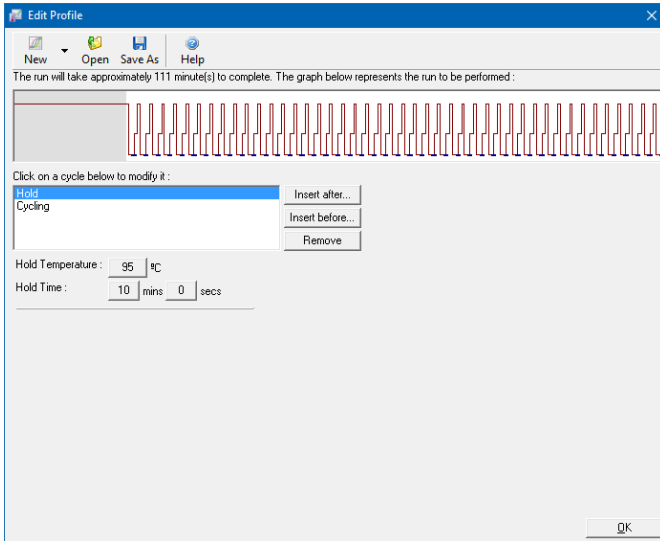 Edit Profile
New Open Save As Help
The run will take approximately 111 minute(s) to complete. The graph below represents the run to be performed :
Click on a cycle below to modify it :
Hold
Cycling
Insert after...
Insert before...
Remove
Hold Temperature : 95 ºC
Hold Time : 10 mins 0 secs
OK